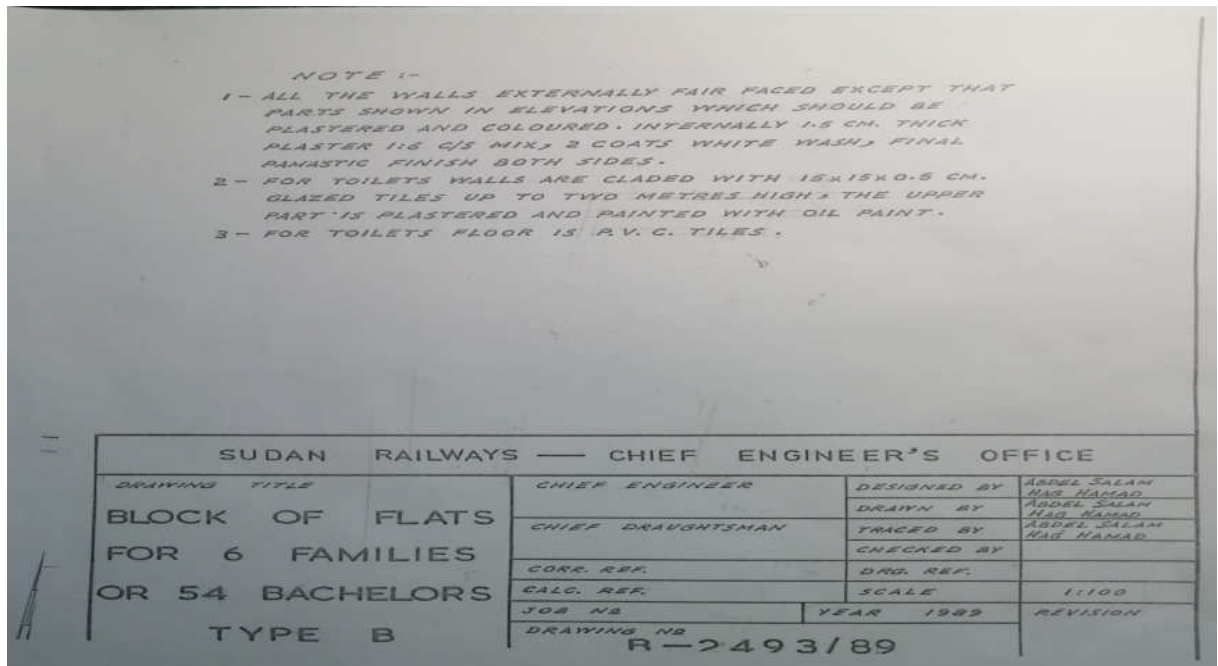 NOTE :-
1 - ALL THE WALLS EXTERNALLY FAIR FACED EXCEPT THAT
PARTS SHOWN IN ELEVATIONS WHICH SHOULD BE
PLASTERED AND COLOURED. INTERNALLY 1.5 CM. THICK
PLASTER 1:6 C/S MIX, 2 COATS WHITE WASH, FINAL
PAMASTIC FINISH BOTH SIDES.
2 - FOR TOILETS WALLS ARE CLADED WITH 15x15x0.5 CM.
GLAZED TILES UP TO TWO METRES HIGH, THE UPPER
PART IS PLASTERED AND PAINTED WITH OIL PAINT.
3 - FOR TOILETS FLOOR IS P.V.C. TILES.
SUDAN RAILWAYS — CHIEF ENGINEER'S OFFICE
DRAWING TITLE
BLOCK OF FLATS
FOR 6 FAMILIES
OR 54 BACHELORS
TYPE B
CHIEF ENGINEER
CHIEF DRAUGHTSMAN
CORR. REF.
CALC. REF.
JOB No
YEAR 1989
DRAWING No
R-2493/89
DESIGNED BY
ABDEL SALAM
HAG HAMAD
DRAWN BY
ABDEL SALAM
HAG HAMAD
TRACED BY
ABDEL SALAM
HAG HAMAD
CHECKED BY
DRG. REF.
SCALE
1:100
REVISION